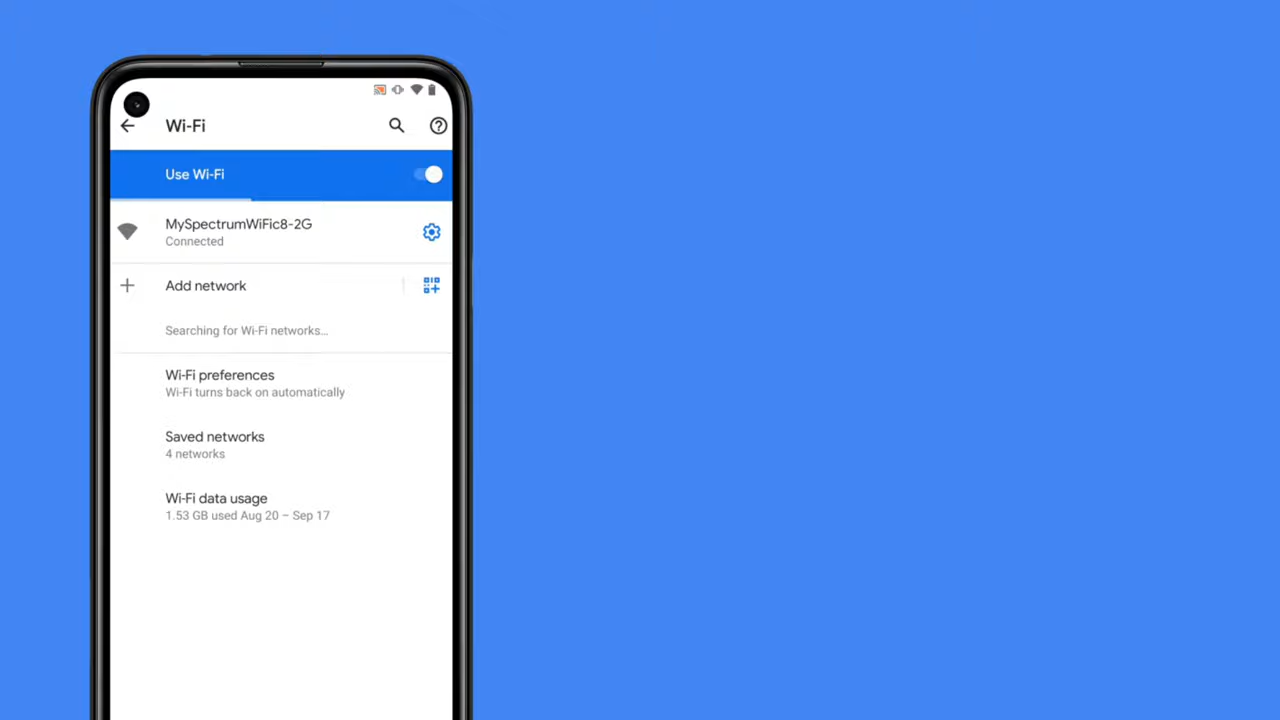 Wi-Fi
Use Wi-Fi
MySpectrumWiFic8-2G
Connected
Add network
Searching for Wi-Fi networks…
Wi-Fi preferences
Wi-Fi turns back on automatically
Saved networks
4 networks
Wi-Fi data usage
1.53 GB used Aug 20 – Sep 17